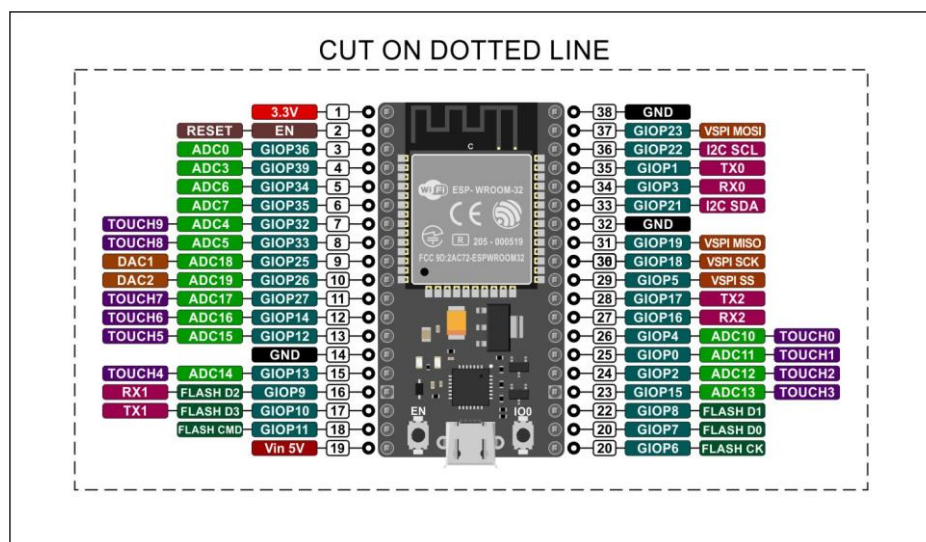 CUT ON DOTTED LINE
3.3V 1 38 GND
RESET EN 2 37 GIOP23 VSPI MOSI
ADC0 GIOP36 3 36 GIOP22 I2C SCL
ADC3 GIOP39 4 35 GIOP1 TX0
ADC6 GIOP34 5 34 GIOP3 RX0
ADC7 GIOP35 6 33 GIOP21 I2C SDA
TOUCH9 ADC4 GIOP32 7 32 GND
TOUCH8 ADC5 GIOP33 8 31 GIOP19 VSPI MISO
DAC1 ADC18 GIOP25 9 30 GIOP18 VSPI SCK
DAC2 ADC19 GIOP26 10 29 GIOP5 VSPI SS
TOUCH7 ADC17 GIOP27 11 28 GIOP17 TX2
TOUCH6 ADC16 GIOP14 12 27 GIOP16 RX2
TOUCH5 ADC15 GIOP12 13 26 GIOP4 ADC10 TOUCH0
GND 14 25 GIOP0 ADC11 TOUCH1
TOUCH4 ADC14 GIOP13 15 24 GIOP2 ADC12 TOUCH2
RX1 FLASH D2 GIOP9 16 23 GIOP15 ADC13 TOUCH3
TX1 FLASH D3 GIOP10 17 22 GIOP8 FLASH D1
FLASH CMD GIOP11 18 20 GIOP7 FLASH D0
Vin 5V 19 20 GIOP6 FLASH CK
C
WiFi ESP- WROOM-32
CE
R 205 - 000519
FCC 9D:2AC72-ESPWROOM32
EN IO0